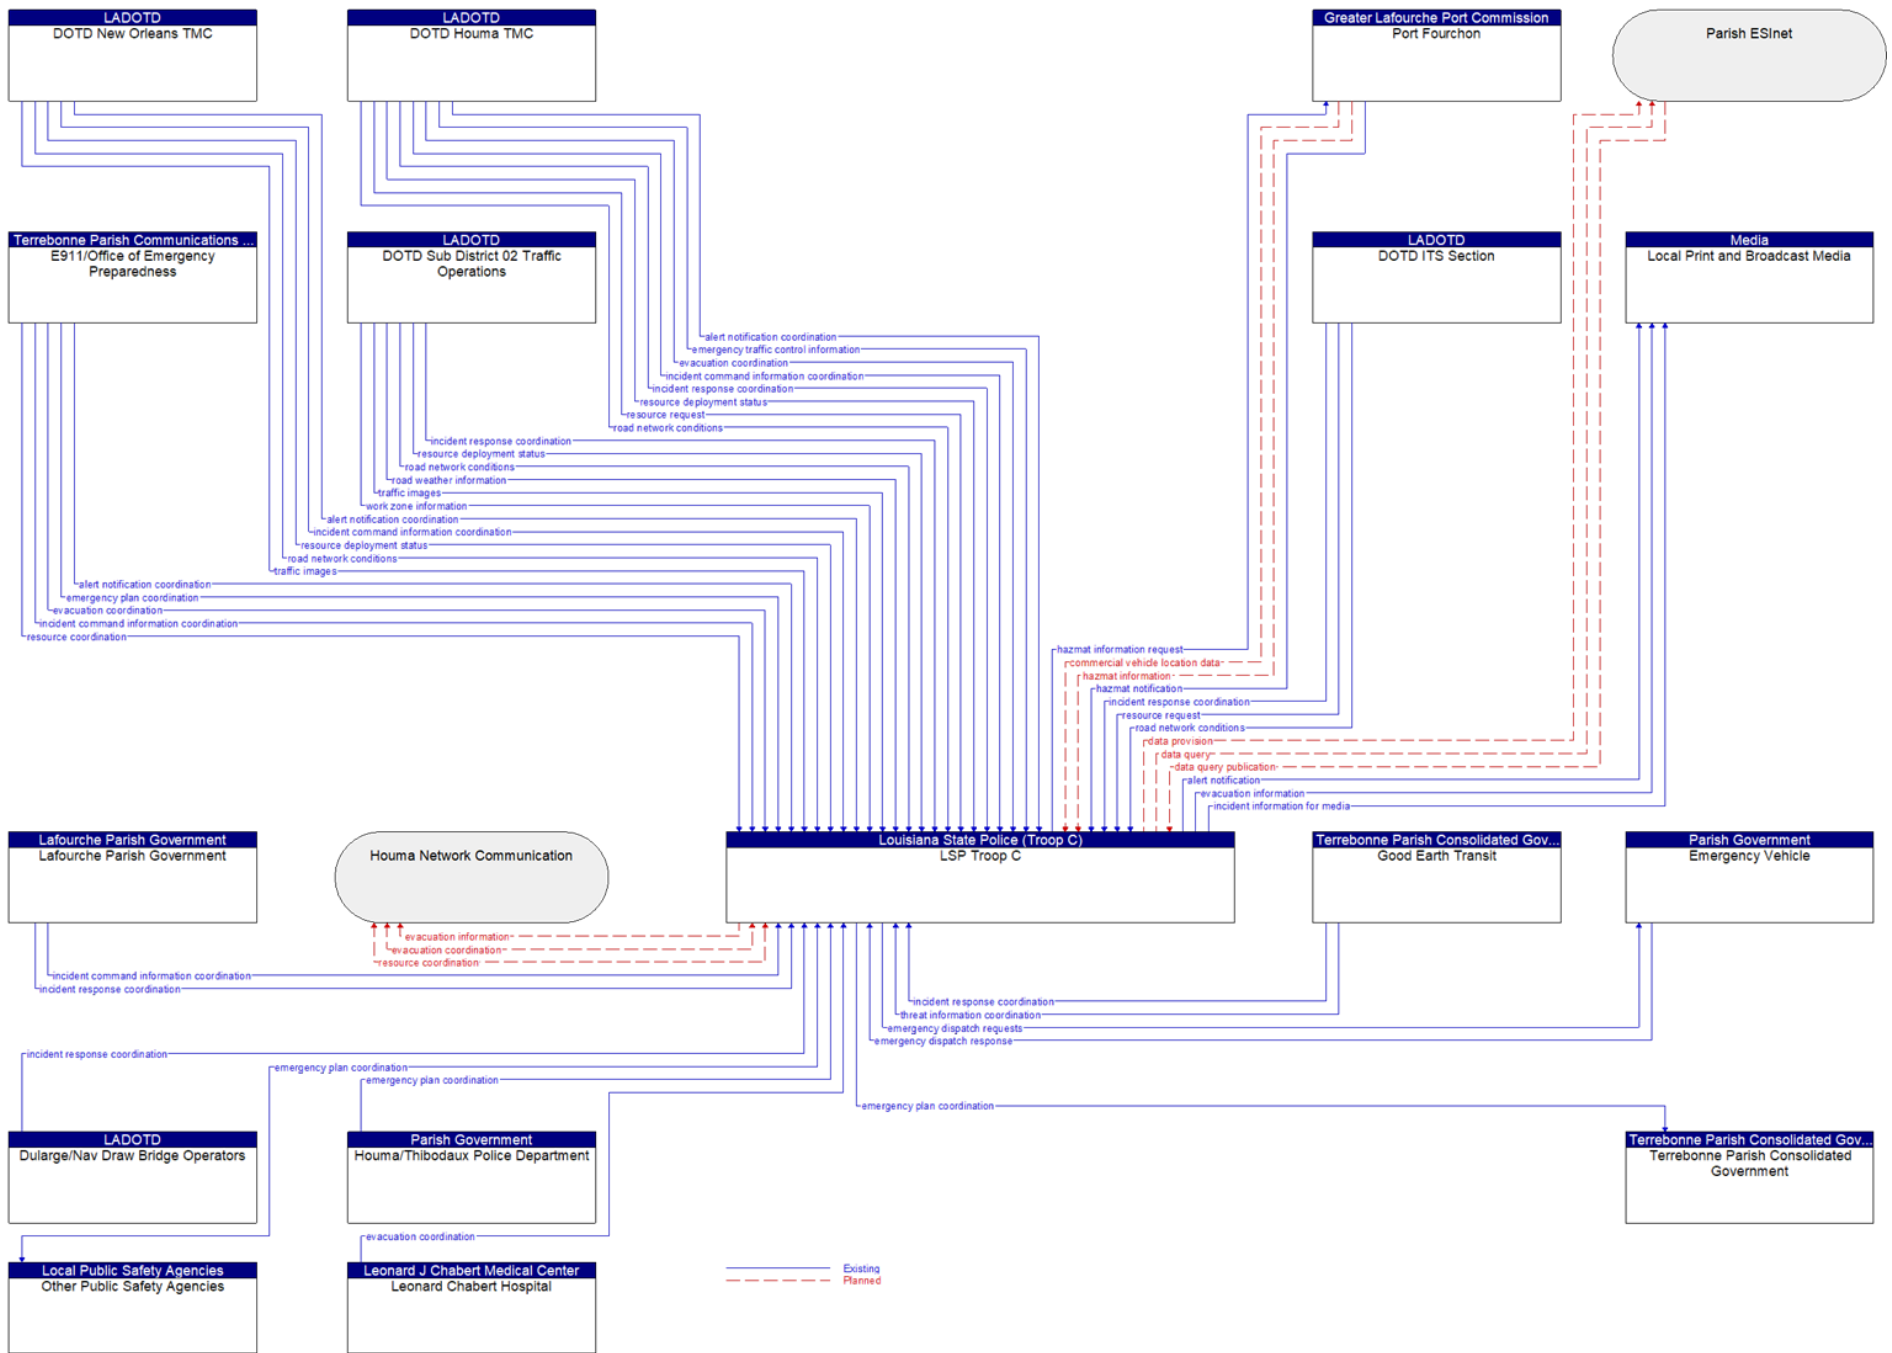 LADOTD
DOTD New Orleans TMC
LADOTD
DOTD Houma TMC
Greater Lafourche Port Commission
Port Fourchon
Parish ESInet
Terrebonne Parish Communications ...
E911/Office of Emergency
Preparedness
LADOTD
DOTD Sub District 02 Traffic
Operations
LADOTD
DOTD ITS Section
Media
Local Print and Broadcast Media
alert notification coordination
emergency traffic control information
evacuation coordination
incident command information coordination
incident response coordination
resource deployment status
resource request
road network conditions
incident response coordination
resource deployment status
road network conditions
road weather information
traffic images
work zone information
alert notification coordination
incident command information coordination
resource deployment status
road network conditions
traffic images
alert notification coordination
emergency plan coordination
evacuation coordination
incident command information coordination
resource coordination
hazmat information request
commercial vehicle location data
hazmat information
hazmat notification
incident response coordination
resource request
road network conditions
data provision
data query
data query publication
alert notification
evacuation information
incident information for media
Lafourche Parish Government
Lafourche Parish Government
Houma Network Communication
Louisiana State Police (Troop C)
LSP Troop C
Terrebonne Parish Consolidated Gov...
Good Earth Transit
Parish Government
Emergency Vehicle
evacuation information
evacuation coordination
resource coordination
incident command information coordination
incident response coordination
incident response coordination
threat information coordination
emergency dispatch requests
emergency dispatch response
incident response coordination
emergency plan coordination
emergency plan coordination
emergency plan coordination
LADOTD
Dularge/Nav Draw Bridge Operators
Parish Government
Houma/Thibodaux Police Department
Terrebonne Parish Consolidated Gov...
Terrebonne Parish Consolidated
Government
evacuation coordination
Local Public Safety Agencies
Other Public Safety Agencies
Leonard J Chabert Medical Center
Leonard Chabert Hospital
Existing
Planned